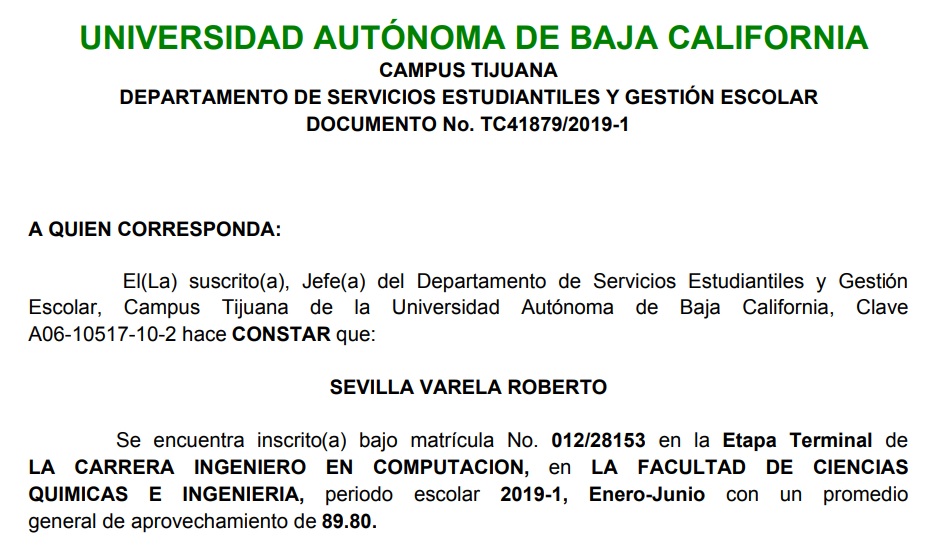 UNIVERSIDAD AUTÓNOMA DE BAJA CALIFORNIA
CAMPUS TIJUANA
DEPARTAMENTO DE SERVICIOS ESTUDIANTILES Y GESTIÓN ESCOLAR
DOCUMENTO No. TC41879/2019-1
A QUIEN CORRESPONDA:
El(La) suscrito(a), Jefe(a) del Departamento de Servicios Estudiantiles y Gestión
Escolar, Campus Tijuana de la Universidad Autónoma de Baja California, Clave
A06-10517-10-2 hace CONSTAR que:
SEVILLA VARELA ROBERTO
Se encuentra inscrito(a) bajo matrícula No. 012/28153 en la Etapa Terminal de
LA CARRERA INGENIERO EN COMPUTACION, en LA FACULTAD DE CIENCIAS
QUIMICAS E INGENIERIA, periodo escolar 2019-1, Enero-Junio con un promedio
general de aprovechamiento de 89.80.